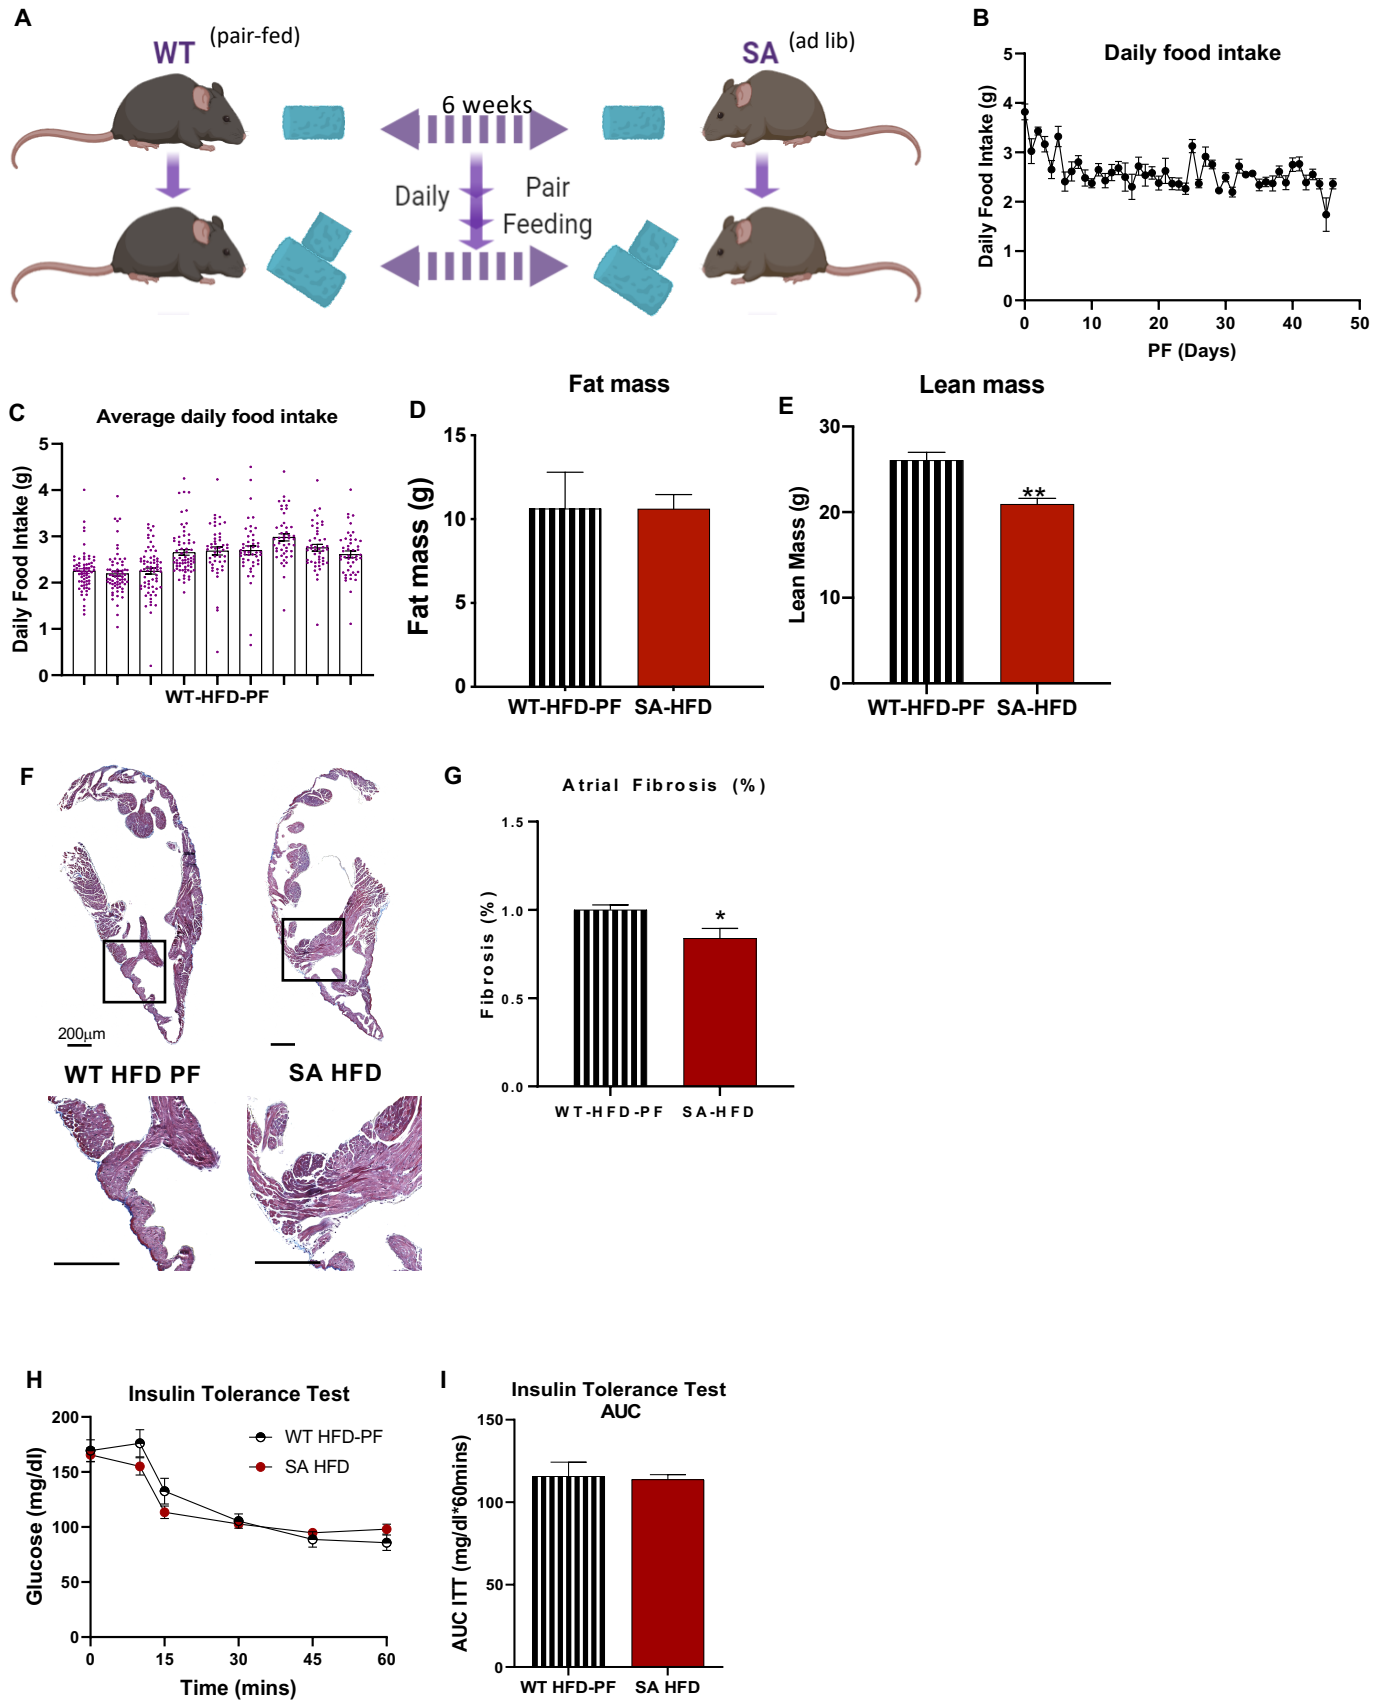 A
WT (pair-fed)
SA (ad lib)
6 weeks
Daily
Pair
Feeding
B
Daily food intake
Daily Food Intake (g)
5
4
3
2
1
0
0 10 20 30 40 50
PF (Days)
C
Average daily food intake
Daily Food Intake (g)
5
4
3
2
1
0
WT-HFD-PF
D
Fat mass
Fat mass (g)
15
10
5
0
WT-HFD-PF SA-HFD
E
Lean mass
Lean Mass (g)
30
20
10
0
**
WT-HFD-PF SA-HFD
F
200μm
WT HFD PF
SA HFD
G
Atrial Fibrosis (%)
Fibrosis (%)
1.5
1.0
0.5
0.0
*
WT-HFD-PF SA-HFD
H
Insulin Tolerance Test
Glucose (mg/dl)
200
150
100
50
0
WT HFD-PF
SA HFD
0 15 30 45 60
Time (mins)
I
Insulin Tolerance Test
AUC
AUC ITT (mg/dl*60mins)
150
100
50
0
WT HFD-PF SA HFD